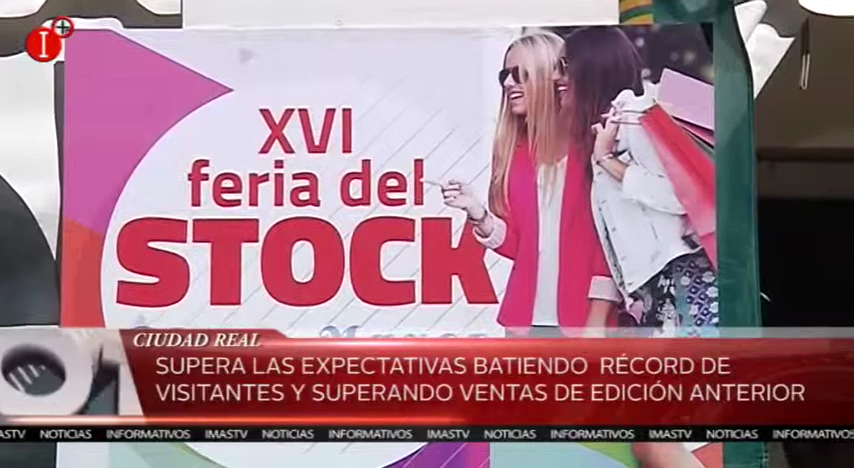 I+
XVI
feria del
STOCK
CIUDAD REAL
SUPERA LAS EXPECTATIVAS BATIENDO RÉCORD DE
VISITANTES Y SUPERANDO VENTAS DE EDICIÓN ANTERIOR
ASTV NOTICIAS INFORMATIVOS IMASTV NOTICIAS INFORMATIVOS IMASTV NOTICIAS INFORMATIVOS IMASTV NOTICIAS INFORMATIVOS